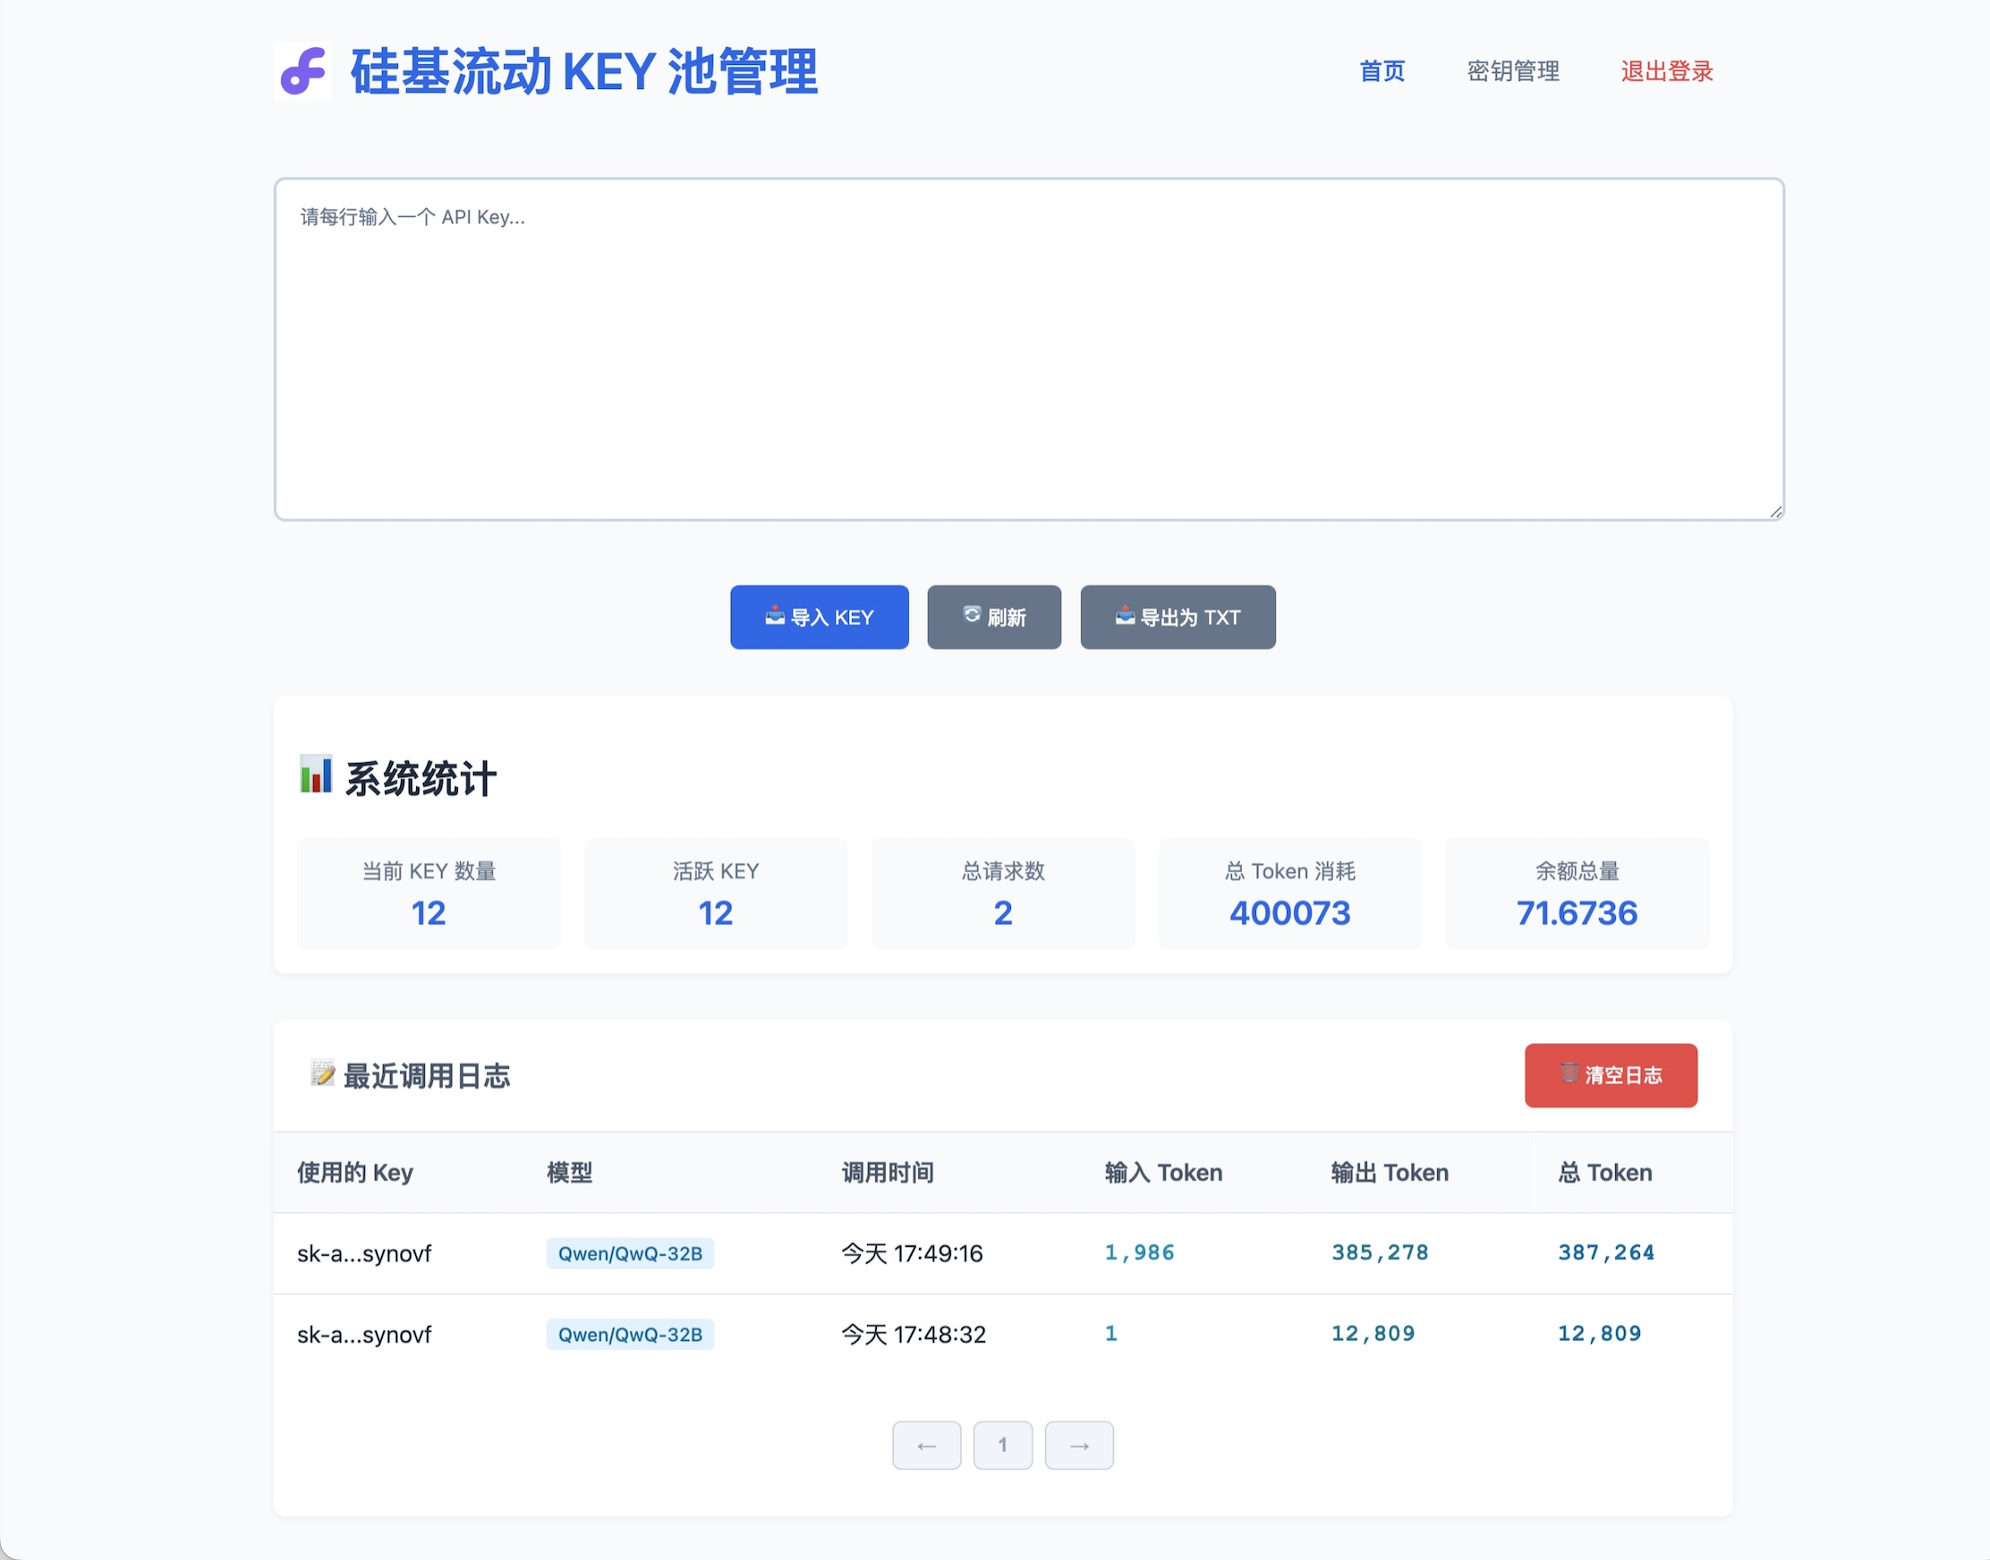 硅基流动 KEY 池管理
首页 密钥管理 退出登录
请每行输入一个 API Key...
导入 KEY 刷新 导出为 TXT
系统统计
当前 KEY 数量 活跃 KEY 总请求数 总 Token 消耗 余额总量
12 12 2 400073 71.6736
最近调用日志 清空日志
使用的 Key 模型 调用时间 输入 Token 输出 Token 总 Token
sk-a...synovf Qwen/QwQ-32B 今天 17:49:16 1,986 385,278 387,264
sk-a...synovf Qwen/QwQ-32B 今天 17:48:32 1 12,809 12,809
← 1 →